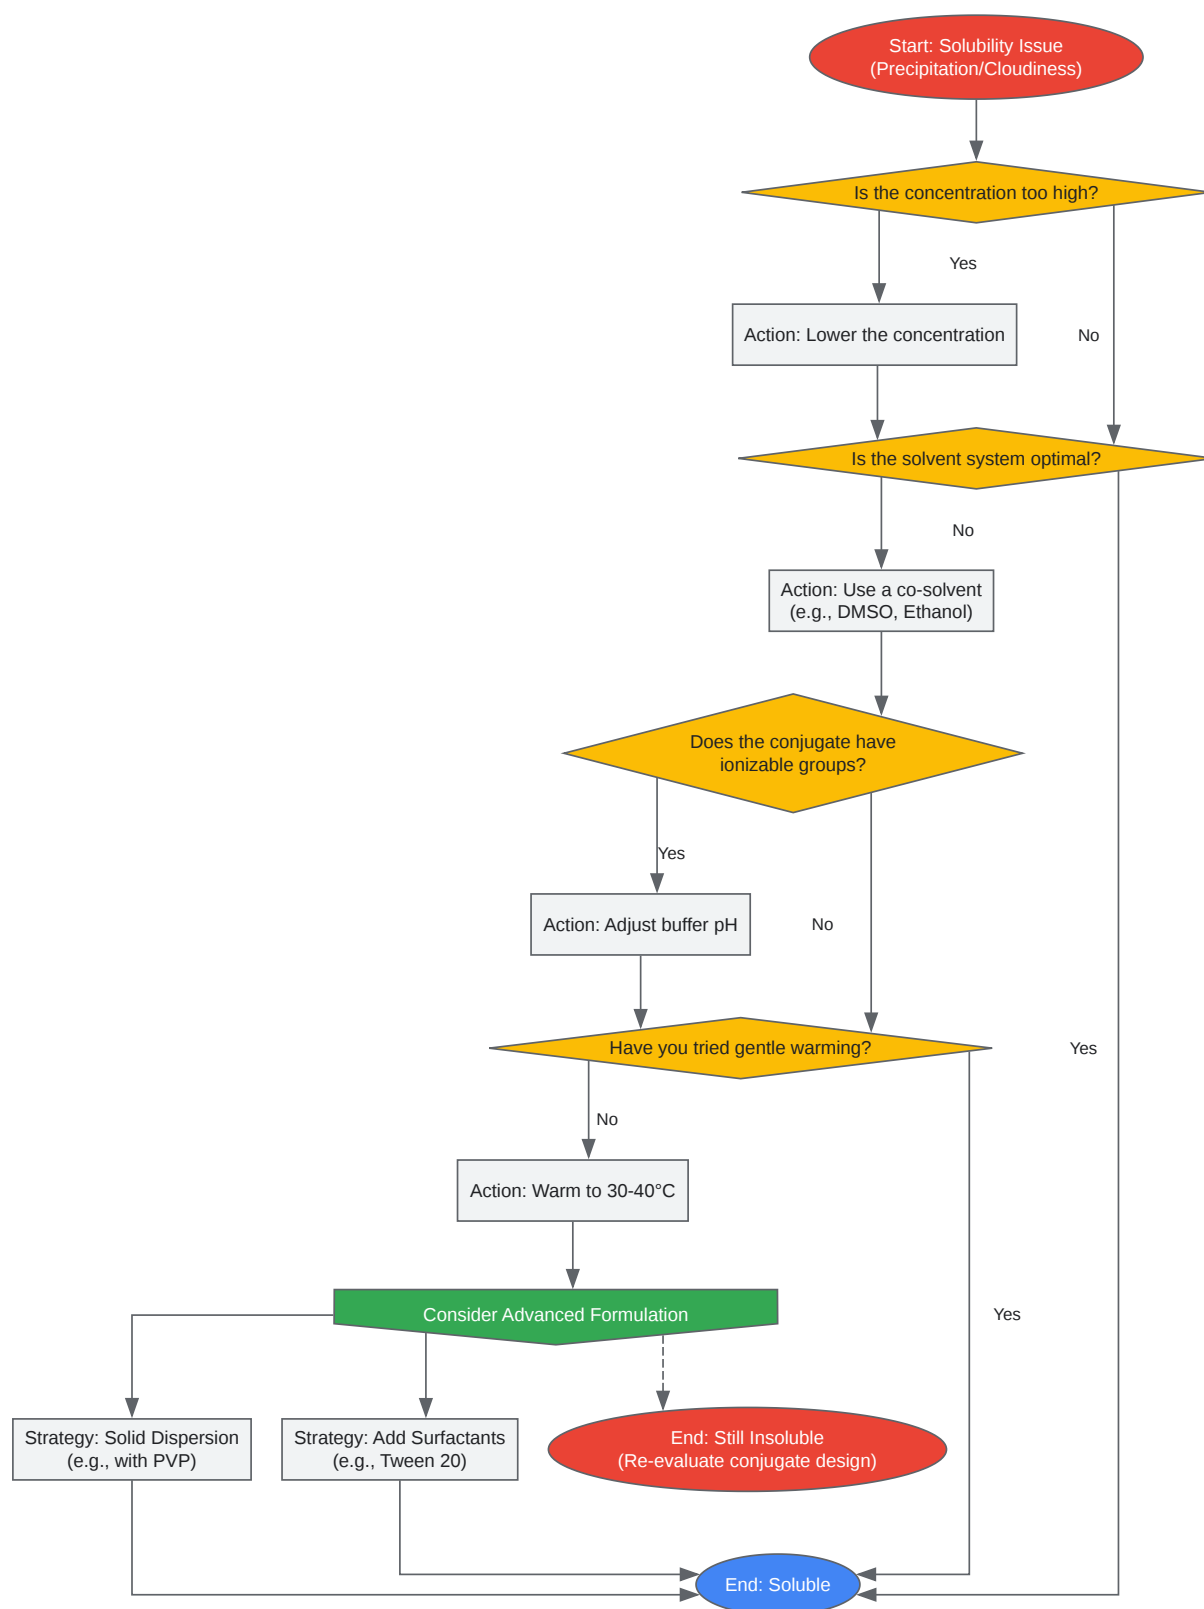 Start: Solubility Issue
(Precipitation/Cloudiness)
Is the concentration too high?
Yes
Action: Lower the concentration
No
Is the solvent system optimal?
No
Action: Use a co-solvent
(e.g., DMSO, Ethanol)
Does the conjugate have
ionizable groups?
Yes
Action: Adjust buffer pH
No
Have you tried gentle warming?
Yes
No
Action: Warm to 30-40°C
Consider Advanced Formulation
Yes
Strategy: Solid Dispersion
(e.g., with PVP)
Strategy: Add Surfactants
(e.g., Tween 20)
End: Still Insoluble
(Re-evaluate conjugate design)
End: Soluble